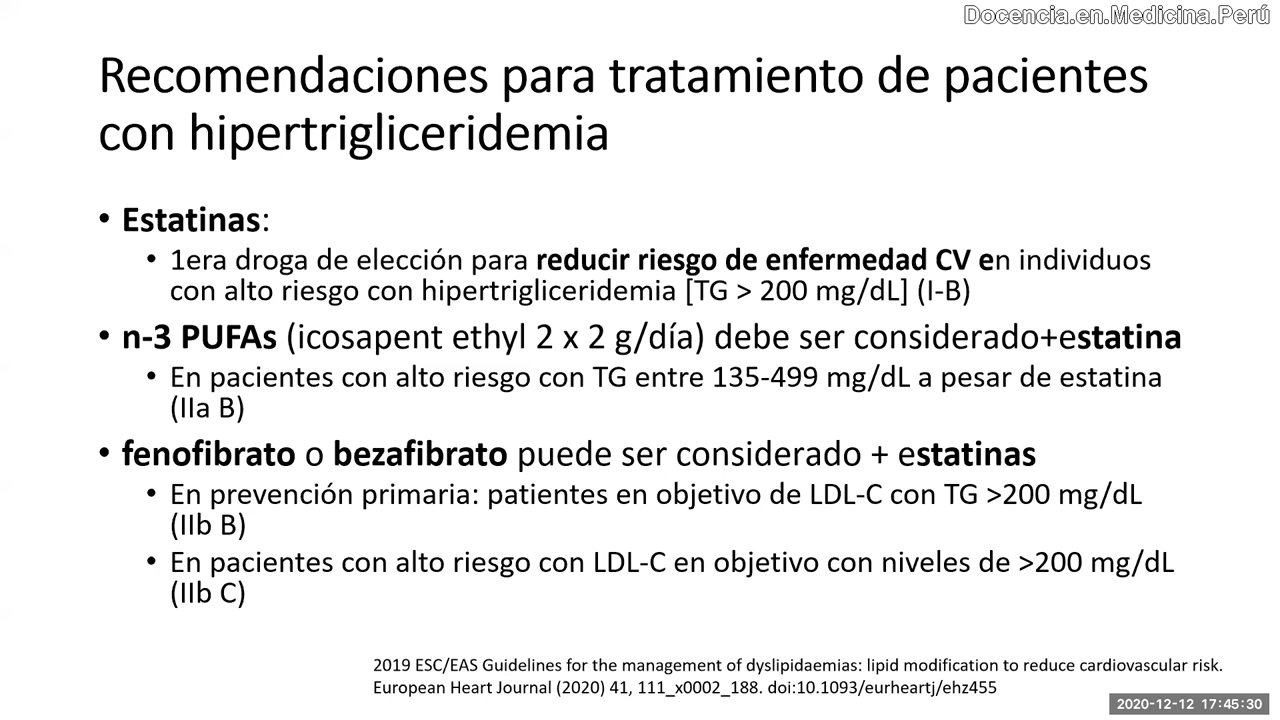 Docencia.en.Medicina.Perú
Recomendaciones para tratamiento de pacientes
con hipertrigliceridemia
• Estatinas:
• 1era droga de elección para reducir riesgo de enfermedad CV en individuos
con alto riesgo con hipertrigliceridemia [TG > 200 mg/dL] (I-B)
• n-3 PUFAs (icosapent ethyl 2 x 2 g/día) debe ser considerado+estatina
• En pacientes con alto riesgo con TG entre 135-499 mg/dL a pesar de estatina
(IIa B)
• fenofibrato o bezafibrato puede ser considerado + estatinas
• En prevención primaria: patientes en objetivo de LDL-C con TG >200 mg/dL
(IIb B)
• En pacientes con alto riesgo con LDL-C en objetivo con niveles de >200 mg/dL
(IIb C)
2019 ESC/EAS Guidelines for the management of dyslipidaemias: lipid modification to reduce cardiovascular risk.
European Heart Journal (2020) 41, 111_x0002_188. doi:10.1093/eurheartj/ehz455
2020-12-12 17:45:30